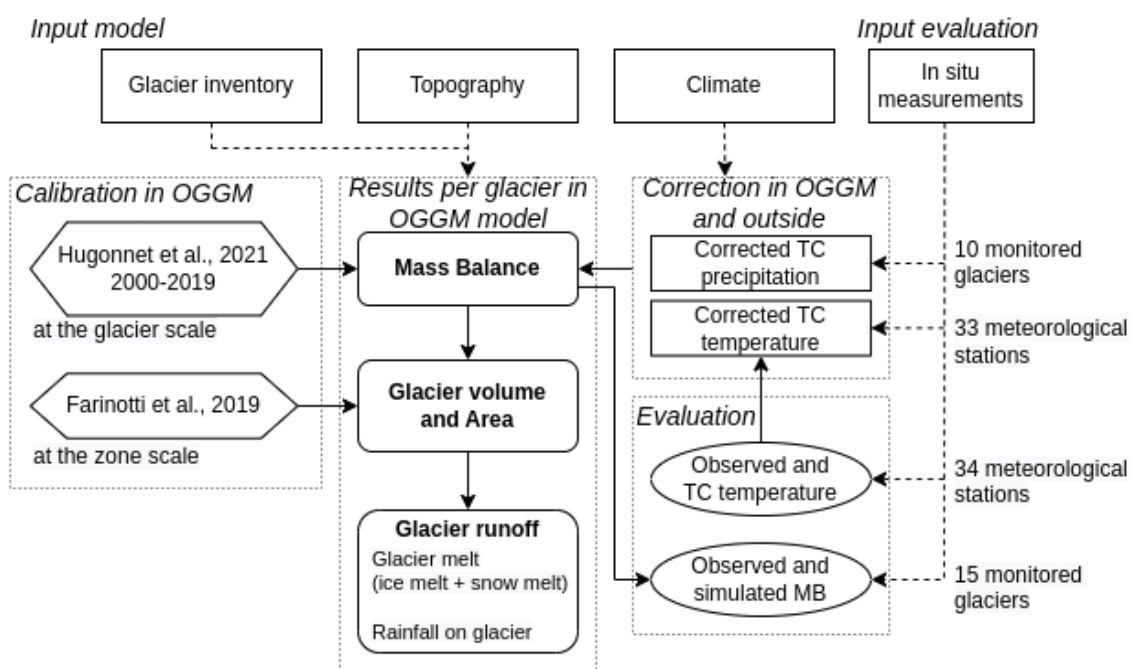 Input model
Input evaluation
Glacier inventory
Topography
Climate
In situ
measurements
Calibration in OGGM
Hugonnet et al., 2021
2000-2019
at the glacier scale
Farinotti et al., 2019
at the zone scale
Results per glacier in
OGGM model
Mass Balance
Glacier volume
and Area
Glacier runoff
Glacier melt
(ice melt + snow melt)
Rainfall on glacier
Correction in OGGM
and outside
Corrected TC
precipitation
Corrected TC
temperature
Evaluation
Observed and
TC temperature
Observed and
simulated MB
10 monitored
glaciers
33 meteorological
stations
34 meteorological
stations
15 monitored
glaciers